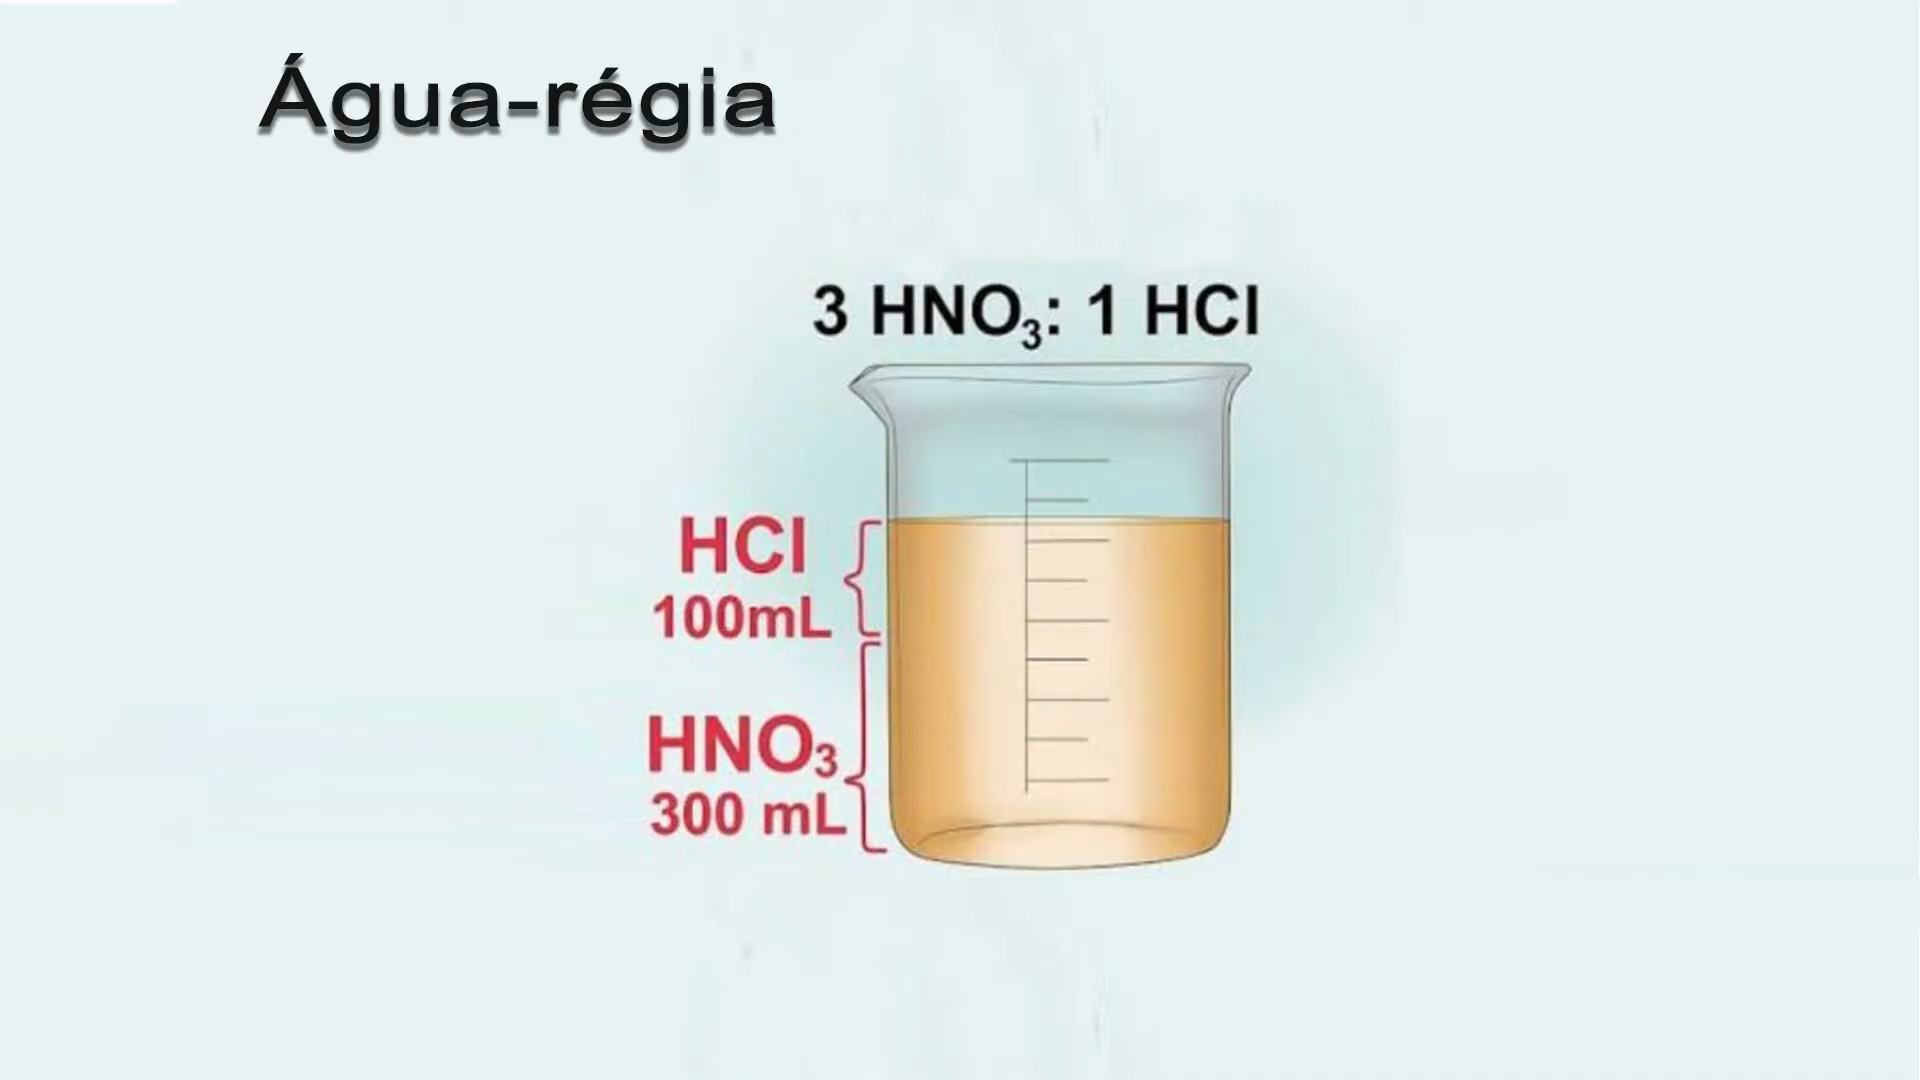 Água-régia
3 HNO₃: 1 HCl
HCl
100mL
HNO₃
300 mL